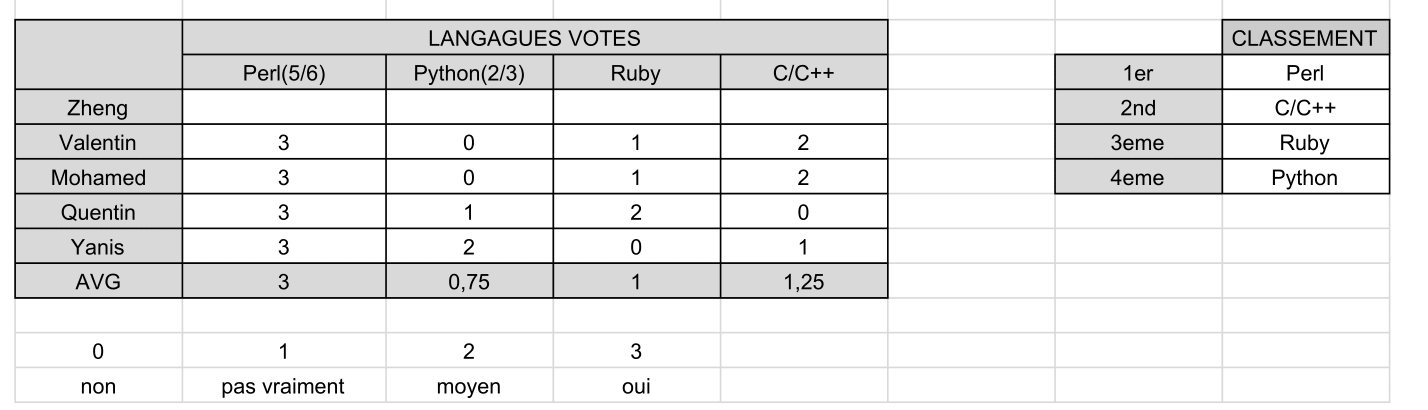 LANGAGUES VOTES CLASSEMENT
Perl(5/6) Python(2/3) Ruby C/C++ 1er Perl
Zheng 2nd C/C++
Valentin 3 0 1 2 3eme Ruby
Mohamed 3 0 1 2 4eme Python
Quentin 3 1 2 0
Yanis 3 2 0 1
AVG 3 0,75 1 1,25
0 1 2 3
non pas vraiment moyen oui